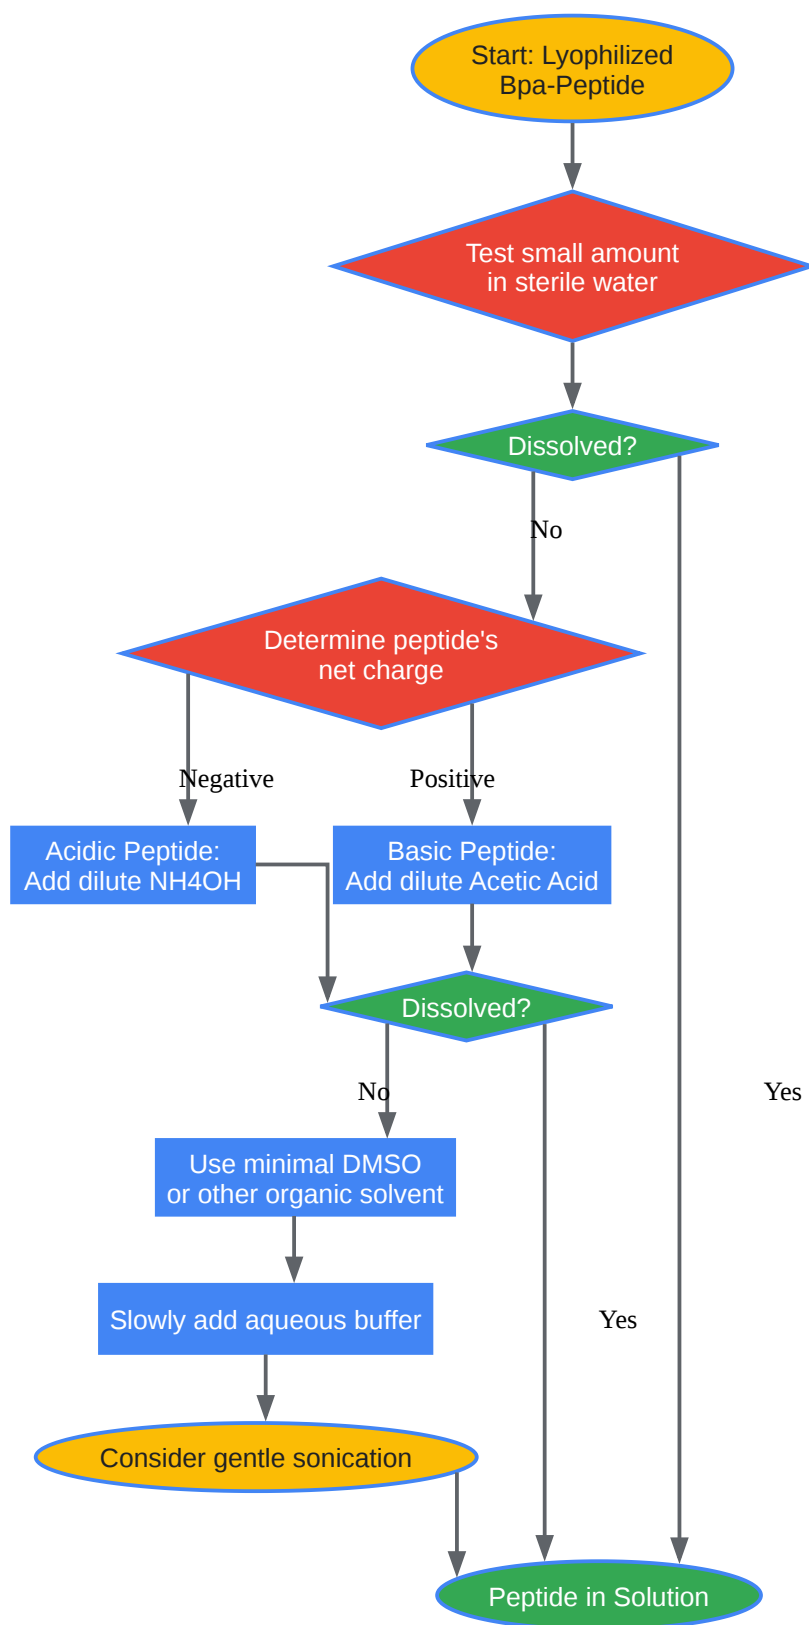 Start: Lyophilized
Bpa-Peptide
Test small amount
in sterile water
Dissolved?
No
Determine peptide's
net charge
Negative
Positive
Acidic Peptide:
Add dilute NH4OH
Basic Peptide:
Add dilute Acetic Acid
Dissolved?
No
Yes
Use minimal DMSO
or other organic solvent
Slowly add aqueous buffer
Yes
Consider gentle sonication
Peptide in Solution